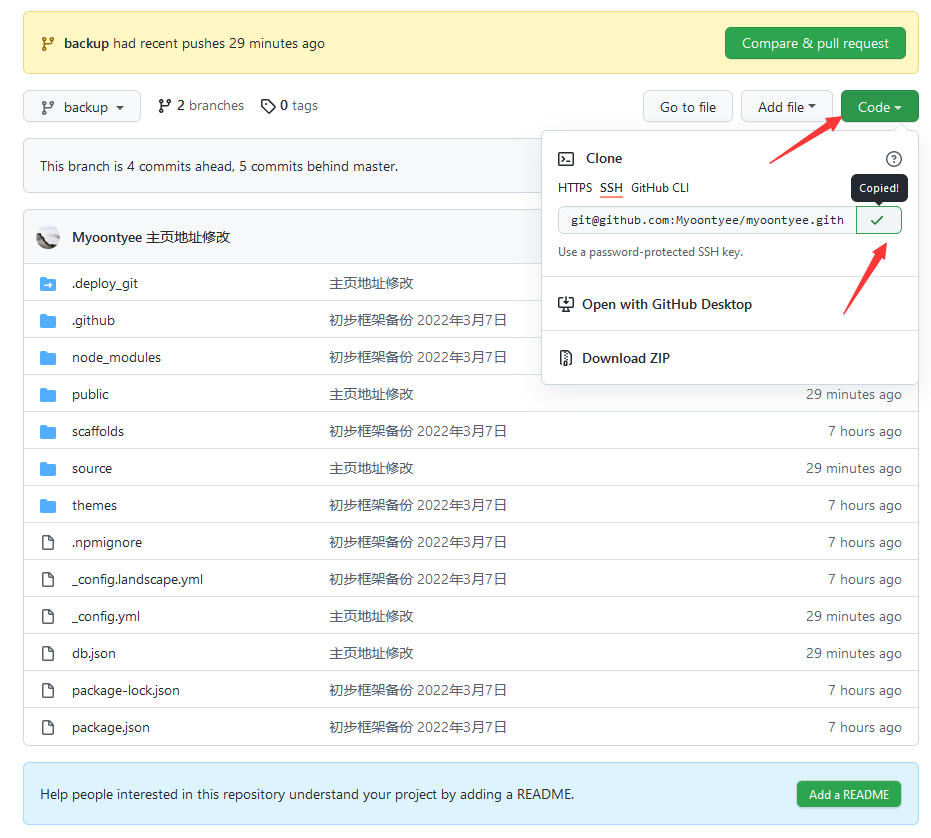 backup had recent pushes 29 minutes ago Compare & pull request
backup 2 branches 0 tags Go to file Add file Code
This branch is 4 commits ahead, 5 commits behind master.
Clone
HTTPS SSH GitHub CLI
Copied!
git@github.com:Myoontyee/myoontyee.gith
Use a password-protected SSH key.
Open with GitHub Desktop
Download ZIP
Myoontyee 主页地址修改
.deploy_git 主页地址修改
.github 初步框架备份 2022年3月7日
node_modules 初步框架备份 2022年3月7日
public 主页地址修改 29 minutes ago
scaffolds 初步框架备份 2022年3月7日 7 hours ago
source 主页地址修改 29 minutes ago
themes 初步框架备份 2022年3月7日 7 hours ago
.npmignore 初步框架备份 2022年3月7日 7 hours ago
_config.landscape.yml 初步框架备份 2022年3月7日 7 hours ago
_config.yml 主页地址修改 29 minutes ago
db.json 主页地址修改 29 minutes ago
package-lock.json 初步框架备份 2022年3月7日 7 hours ago
package.json 初步框架备份 2022年3月7日 7 hours ago
Help people interested in this repository understand your project by adding a README. Add a README